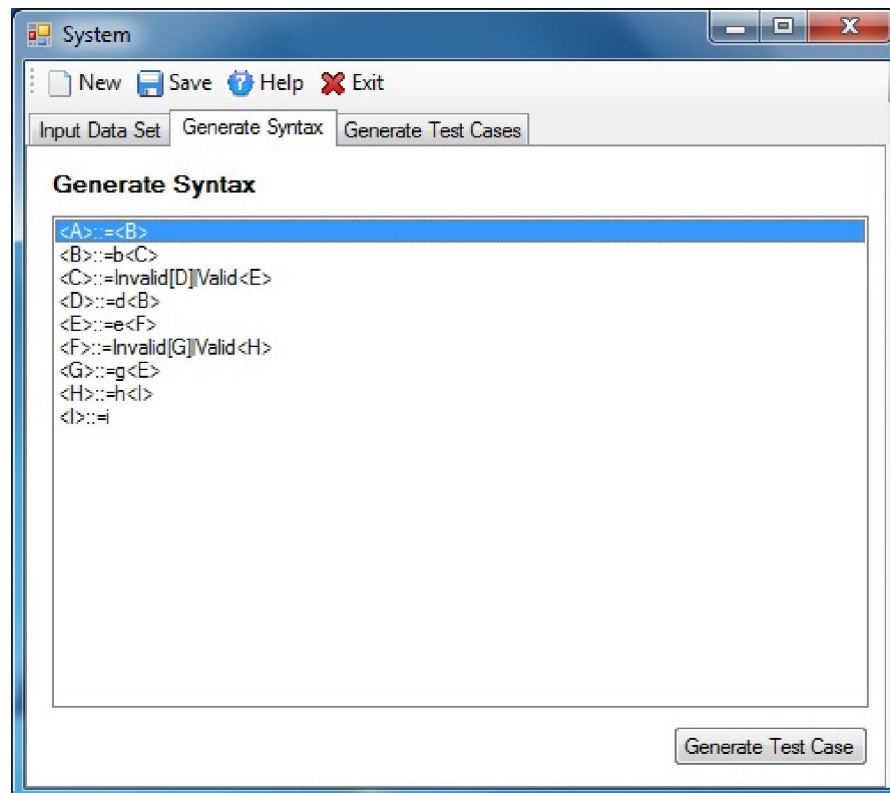 System
New Save Help Exit
Input Data Set Generate Syntax Generate Test Cases
Generate Syntax
<A>::=<B>
<B>::=b<C>
<C>::=Invalid[D]|Valid<E>
<D>::=d<B>
<E>::=e<F>
<F>::=Invalid[G]|Valid<H>
<G>::=g<E>
<H>::=h<I>
<I>::=i
Generate Test Case